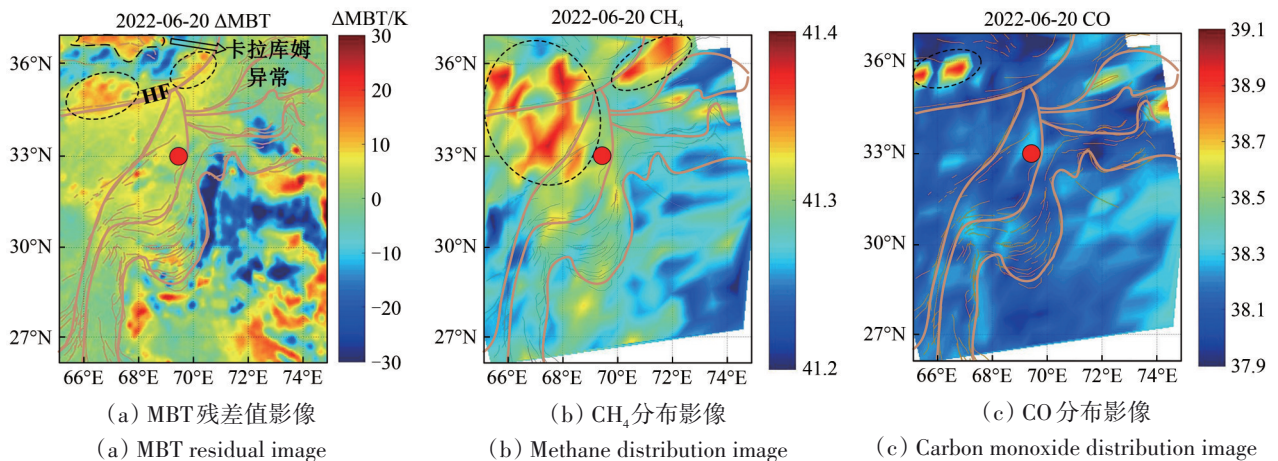 2022-06-20 ΔMBT
ΔMBT/K
卡拉库姆
异常
HF
36°N
33°N
30°N
27°N
66°E 68°E 70°E 72°E 74°E
30
20
10
0
−10
−20
−30
(a) MBT残差值影像
(a) MBT residual image
2022-06-20 CH₄
36°N
33°N
30°N
27°N
66°E 68°E 70°E 72°E 74°E
41.4
41.3
41.2
(b) CH₄分布影像
(b) Methane distribution image
2022-06-20 CO
36°N
33°N
30°N
27°N
66°E 68°E 70°E 72°E 74°E
39.1
38.9
38.7
38.5
38.3
38.1
37.9
(c) CO分布影像
(c) Carbon monoxide distribution image